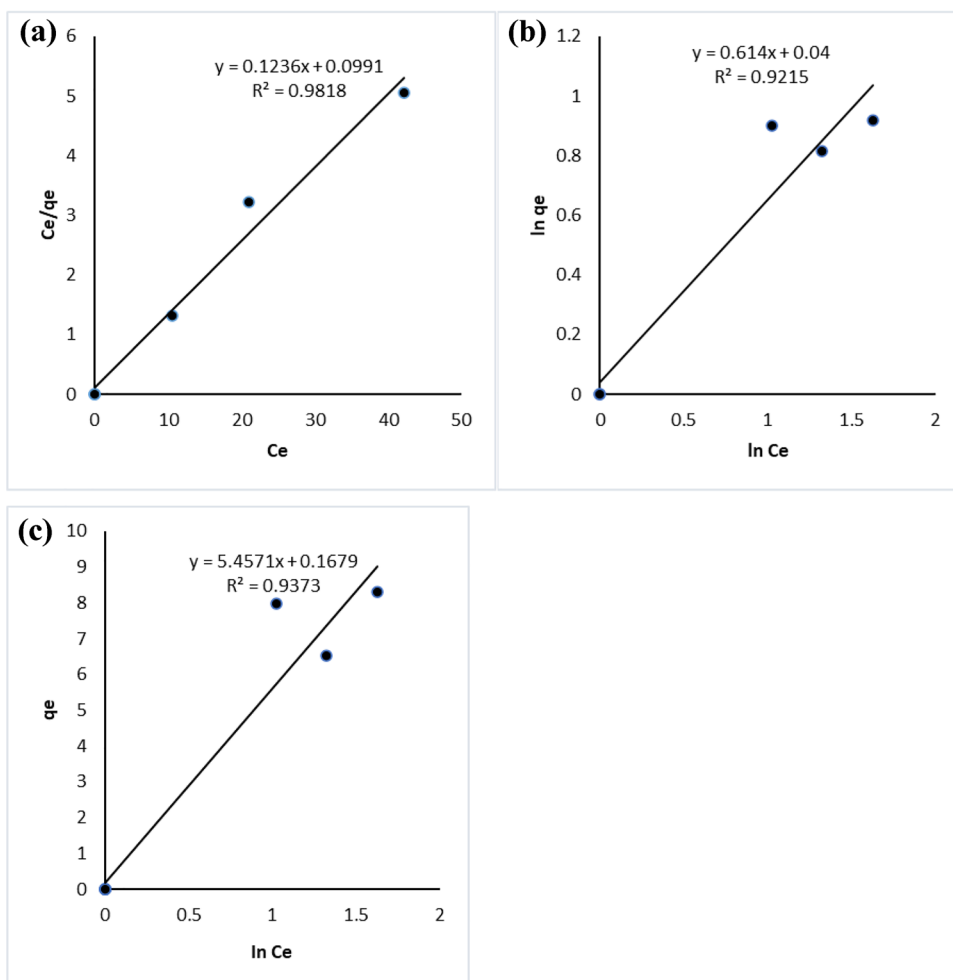 (a)
y = 0.1236x + 0.0991
R² = 0.9818
6
5
4
3
2
1
0
Ce/qe
0 10 20 30 40 50
Ce
(b)
y = 0.614x + 0.04
R² = 0.9215
1.2
1
0.8
0.6
0.4
0.2
0
ln qe
0 0.5 1 1.5 2
ln Ce
(c)
y = 5.4571x + 0.1679
R² = 0.9373
10
9
8
7
6
5
4
3
2
1
0
qe
0 0.5 1 1.5 2
ln Ce